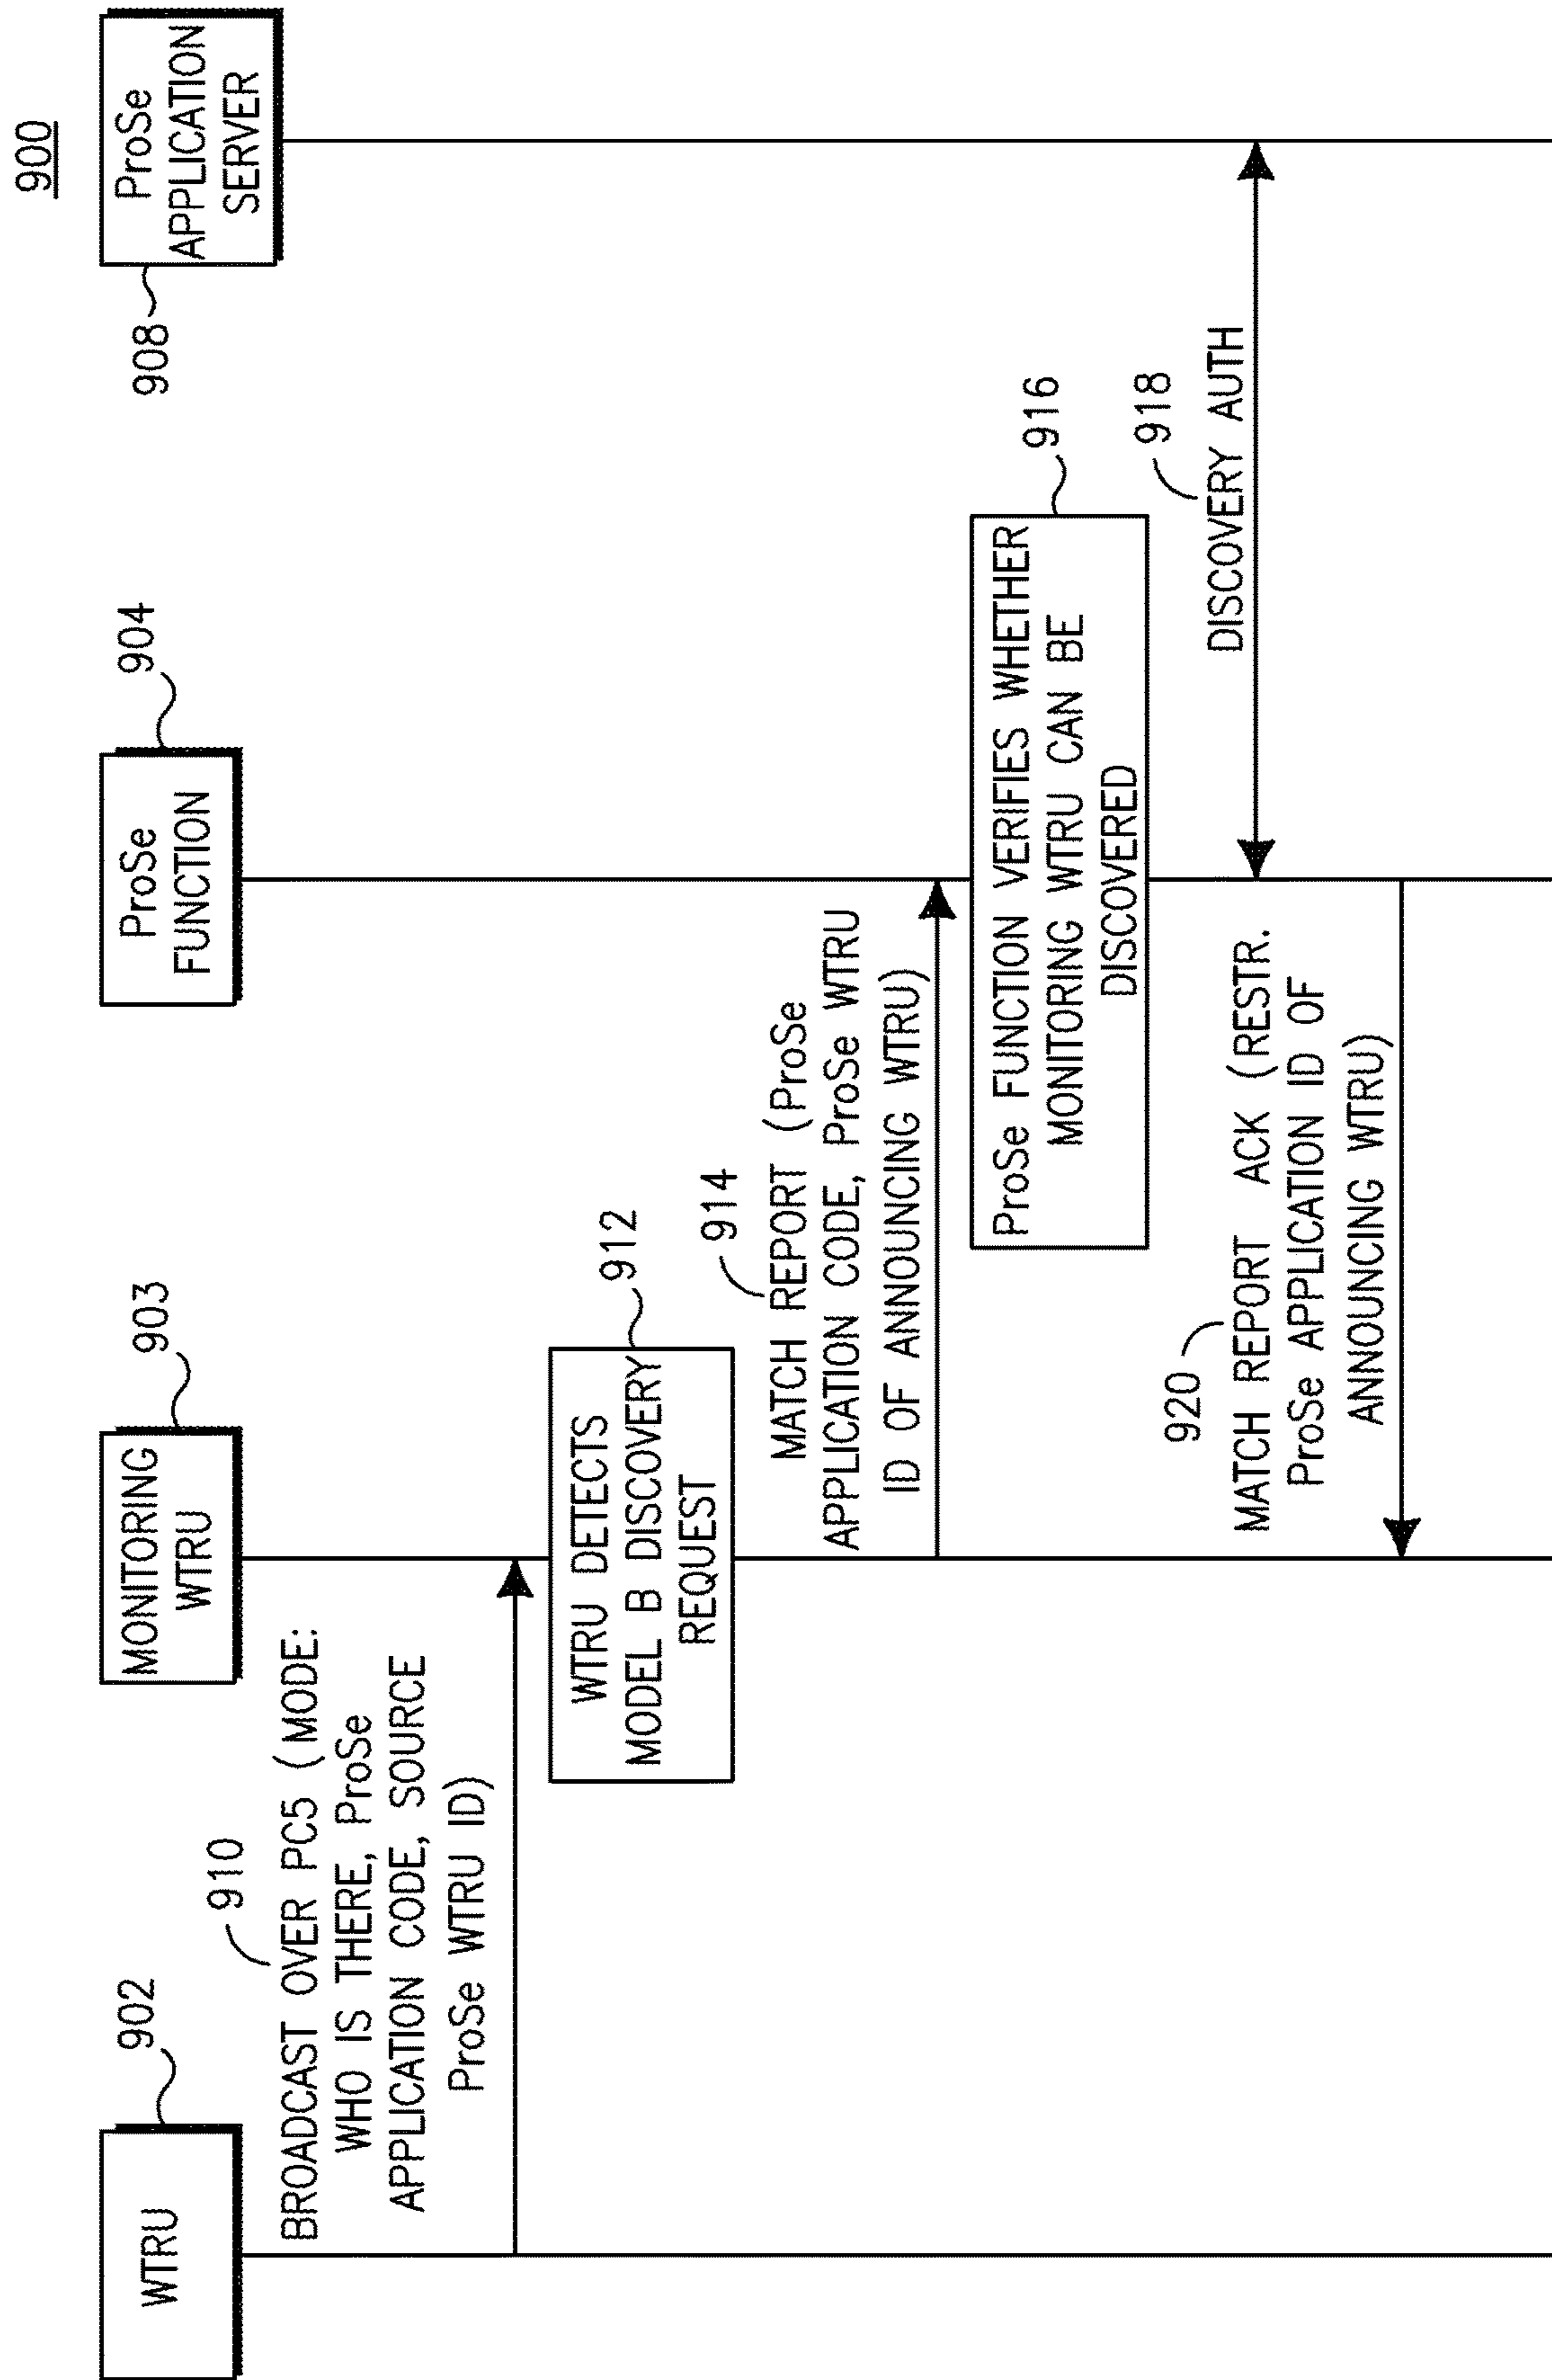 900
WTRU
902
MONITORING
WTRU
903
ProSe
FUNCTION
904
ProSe
APPLICATION
SERVER
908
910
BROADCAST OVER PC5 (MODE:
WHO IS THERE, ProSe
APPLICATION CODE, SOURCE
ProSe WTRU ID)
WTRU DETECTS
MODEL B DISCOVERY
REQUEST
912
914
MATCH REPORT (ProSe
APPLICATION CODE, ProSe WTRU
ID OF ANNOUNCING WTRU)
ProSe FUNCTION VERIFIES WHETHER
MONITORING WTRU CAN BE
DISCOVERED
916
918
DISCOVERY AUTH
920
MATCH REPORT ACK (RESTR.
ProSe APPLICATION ID OF
ANNOUNCING WTRU)